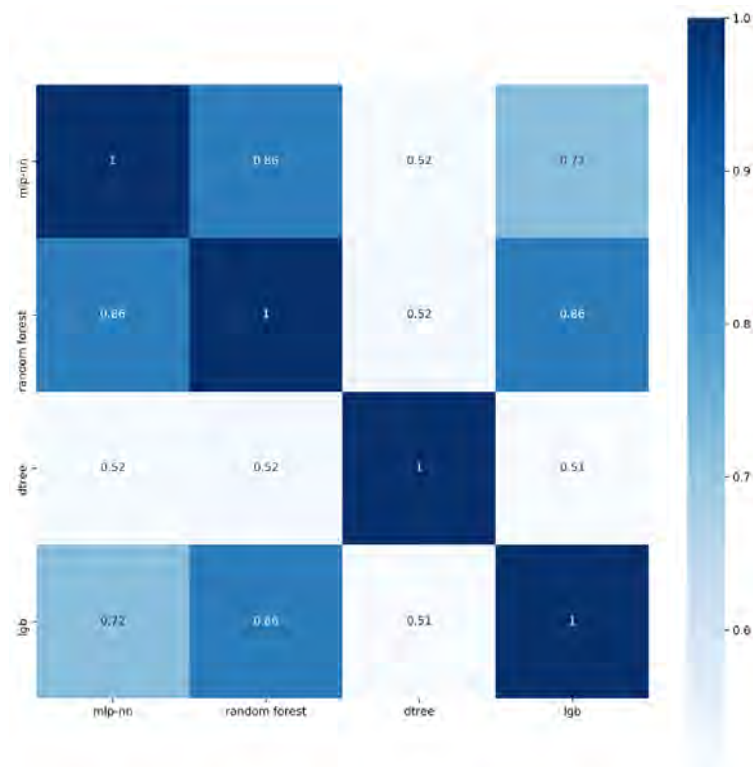 1.0
mlp-nn 1 0.86 0.52 0.72
0.9
random forest 0.86 1 0.52 0.86
0.8
dtree 0.52 0.52 1 0.51
0.7
lgb 0.72 0.86 0.51 1
0.6
mlp-nn random forest dtree lgb